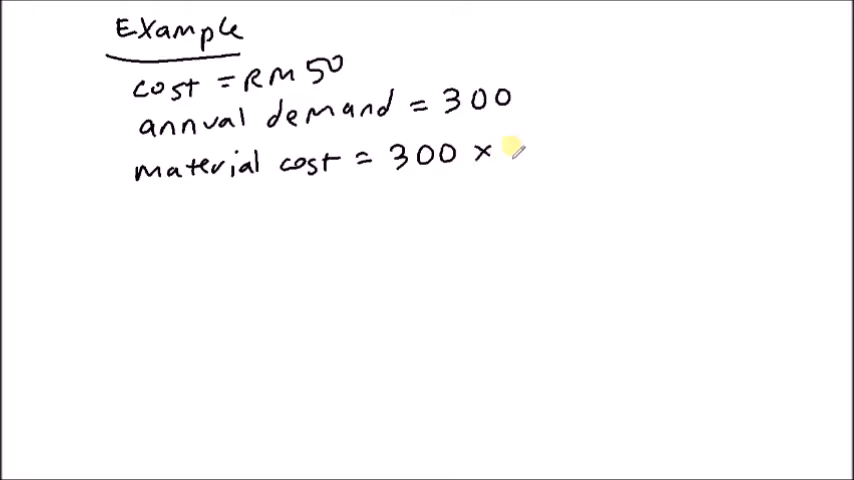 Example
cost = RM 50
annual demand = 300
material cost = 300 ×